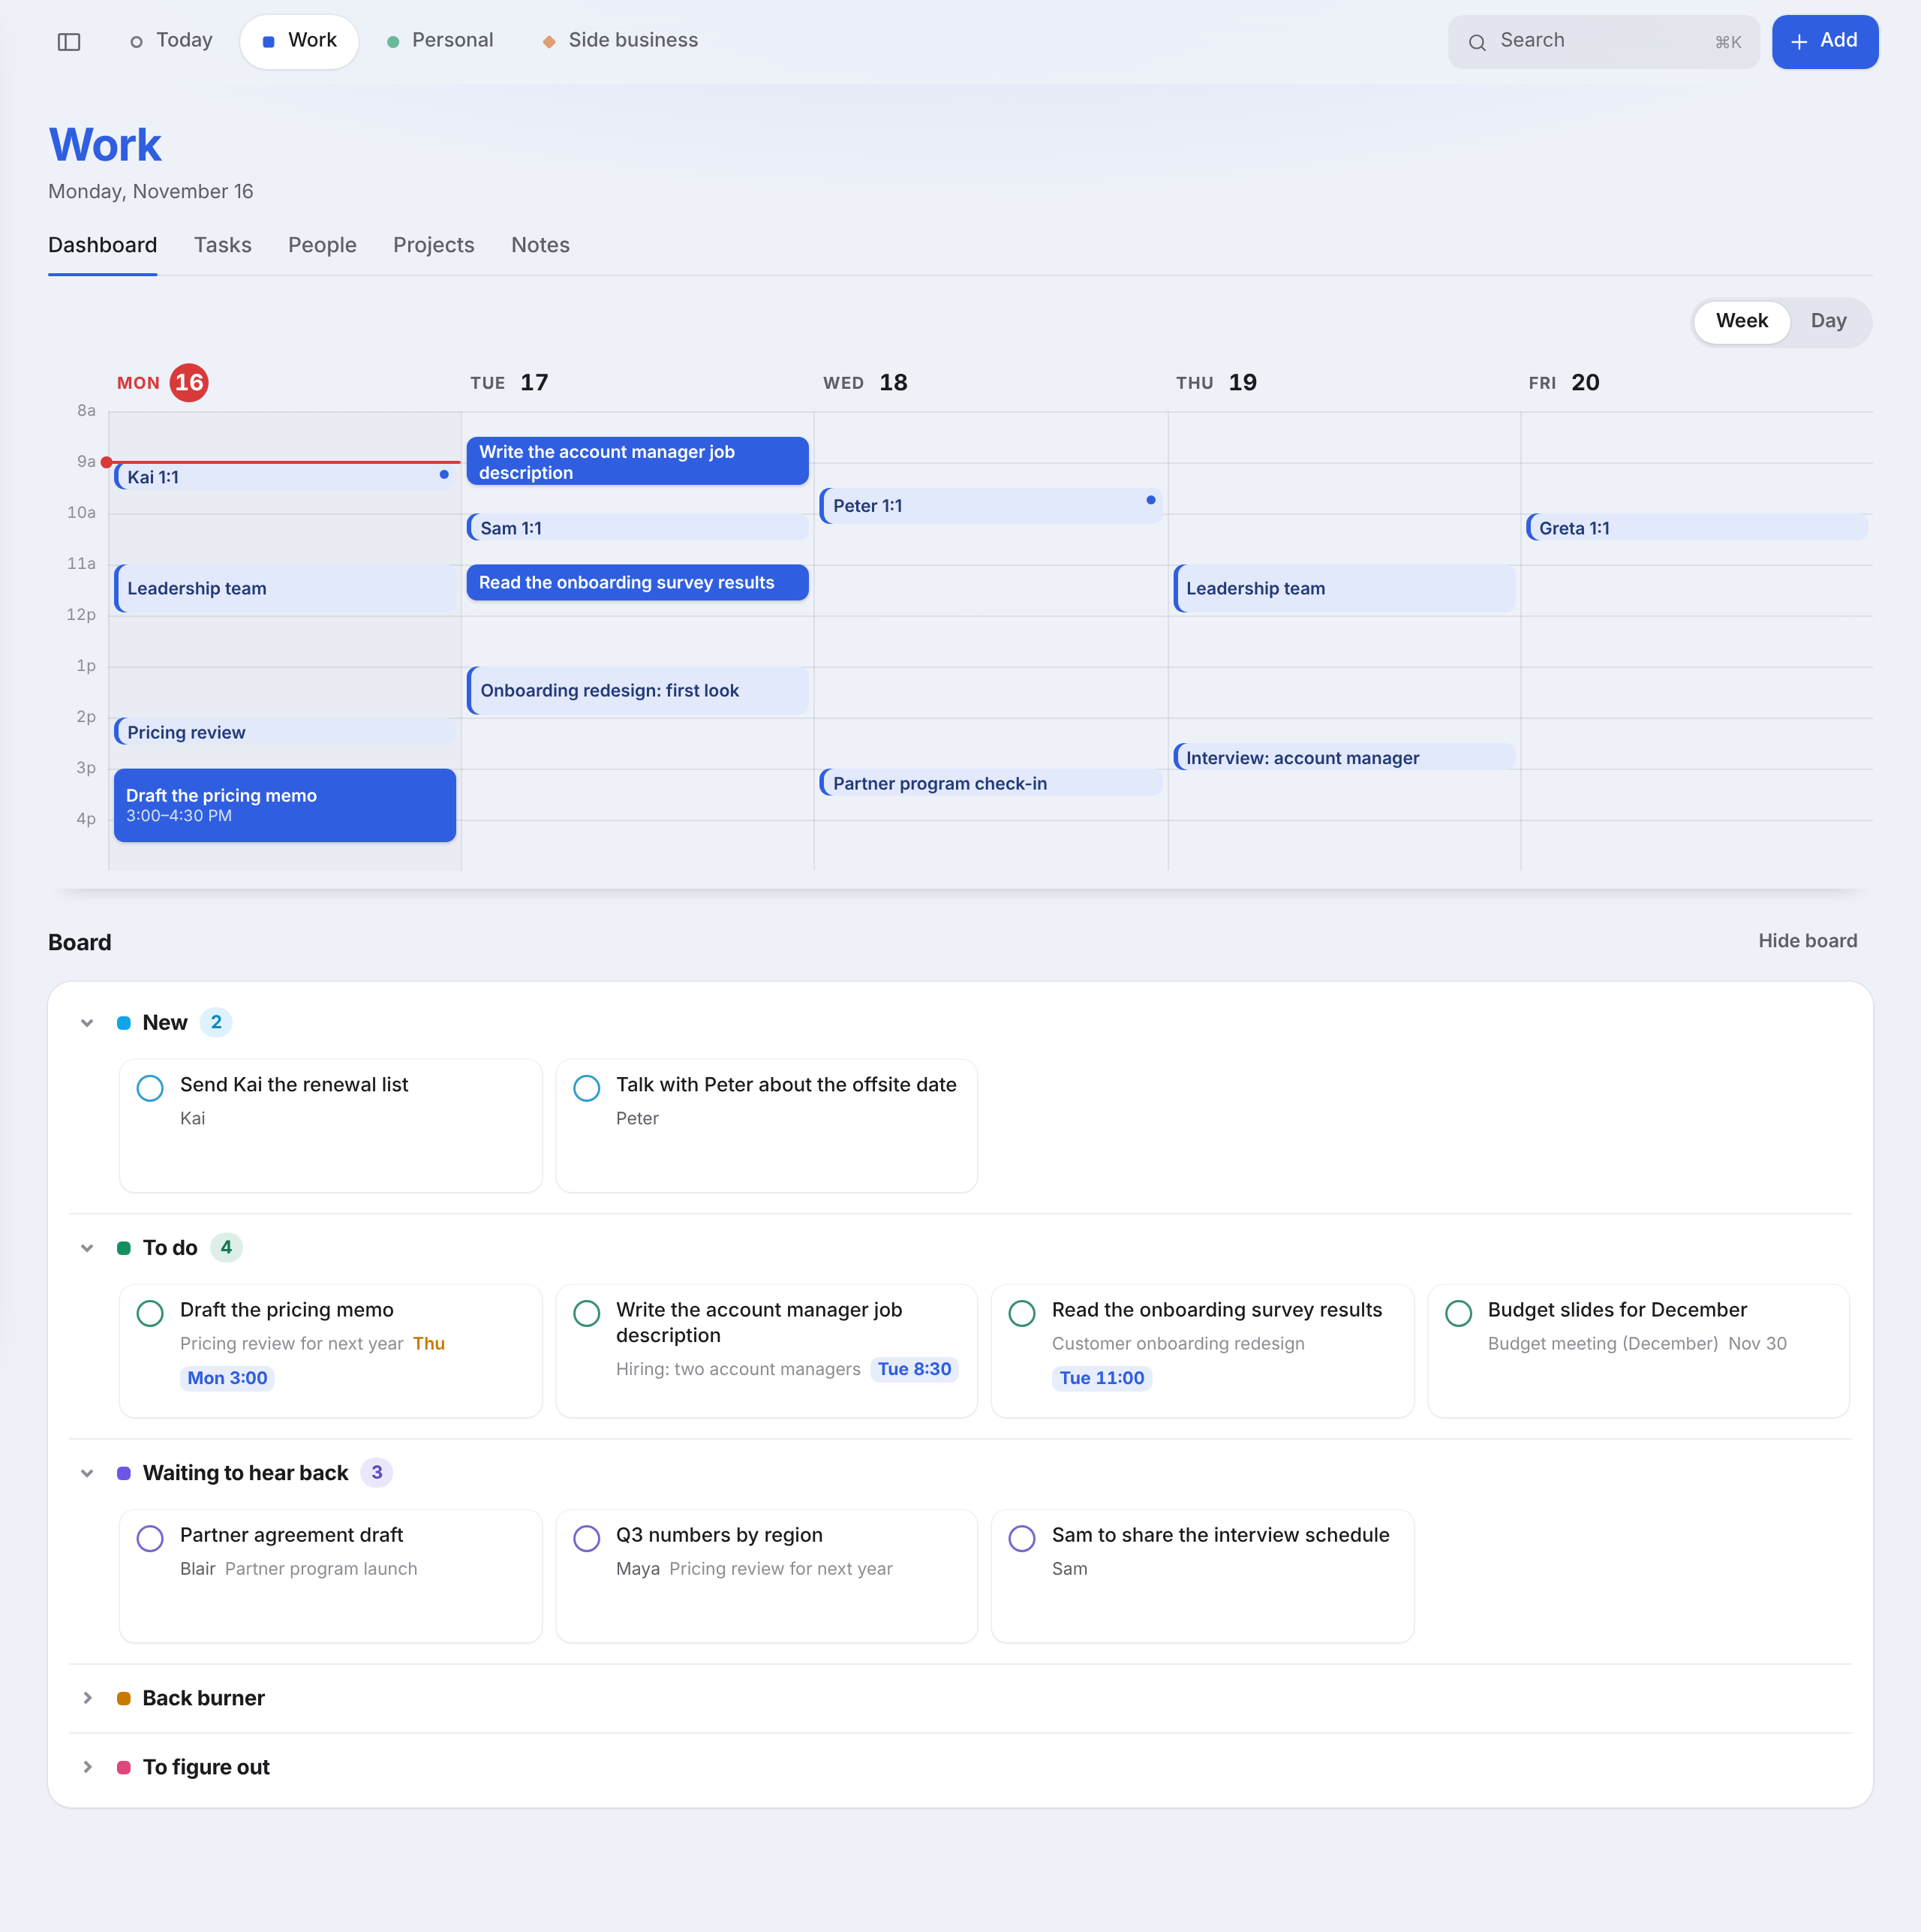 Today
Work
Personal
Side business
Search
⌘K
Add
Work
Monday, November 16
Dashboard
Tasks
People
Projects
Notes
Week
Day
MON 16
TUE 17
WED 18
THU 19
FRI 20
8a
9a
10a
11a
12p
1p
2p
3p
4p
Kai 1:1
Leadership team
Pricing review
Draft the pricing memo
3:00–4:30 PM
Write the account manager job
description
Sam 1:1
Read the onboarding survey results
Onboarding redesign: first look
Peter 1:1
Partner program check-in
Leadership team
Interview: account manager
Greta 1:1
Board
Hide board
New 2
Send Kai the renewal list
Kai
Talk with Peter about the offsite date
Peter
To do 4
Draft the pricing memo
Pricing review for next year Thu
Mon 3:00
Write the account manager job
description
Hiring: two account managers Tue 8:30
Read the onboarding survey results
Customer onboarding redesign
Tue 11:00
Budget slides for December
Budget meeting (December) Nov 30
Waiting to hear back 3
Partner agreement draft
Blair Partner program launch
Q3 numbers by region
Maya Pricing review for next year
Sam to share the interview schedule
Sam
Back burner
To figure out